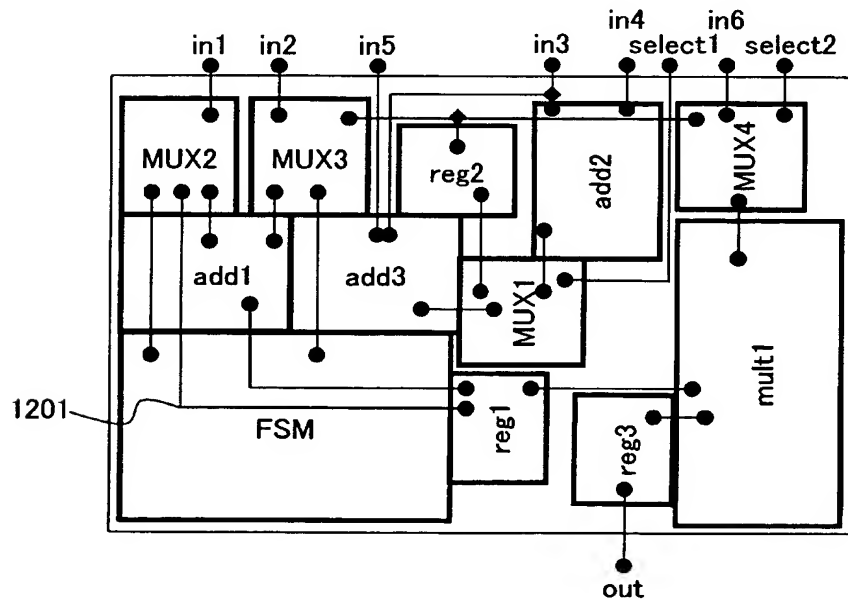 in1
in2
in5
in3
in4
select1
in6
select2
MUX2
MUX3
reg2
add2
MUX4
add1
add3
MUX1
mult1
1201
FSM
reg1
reg3
out